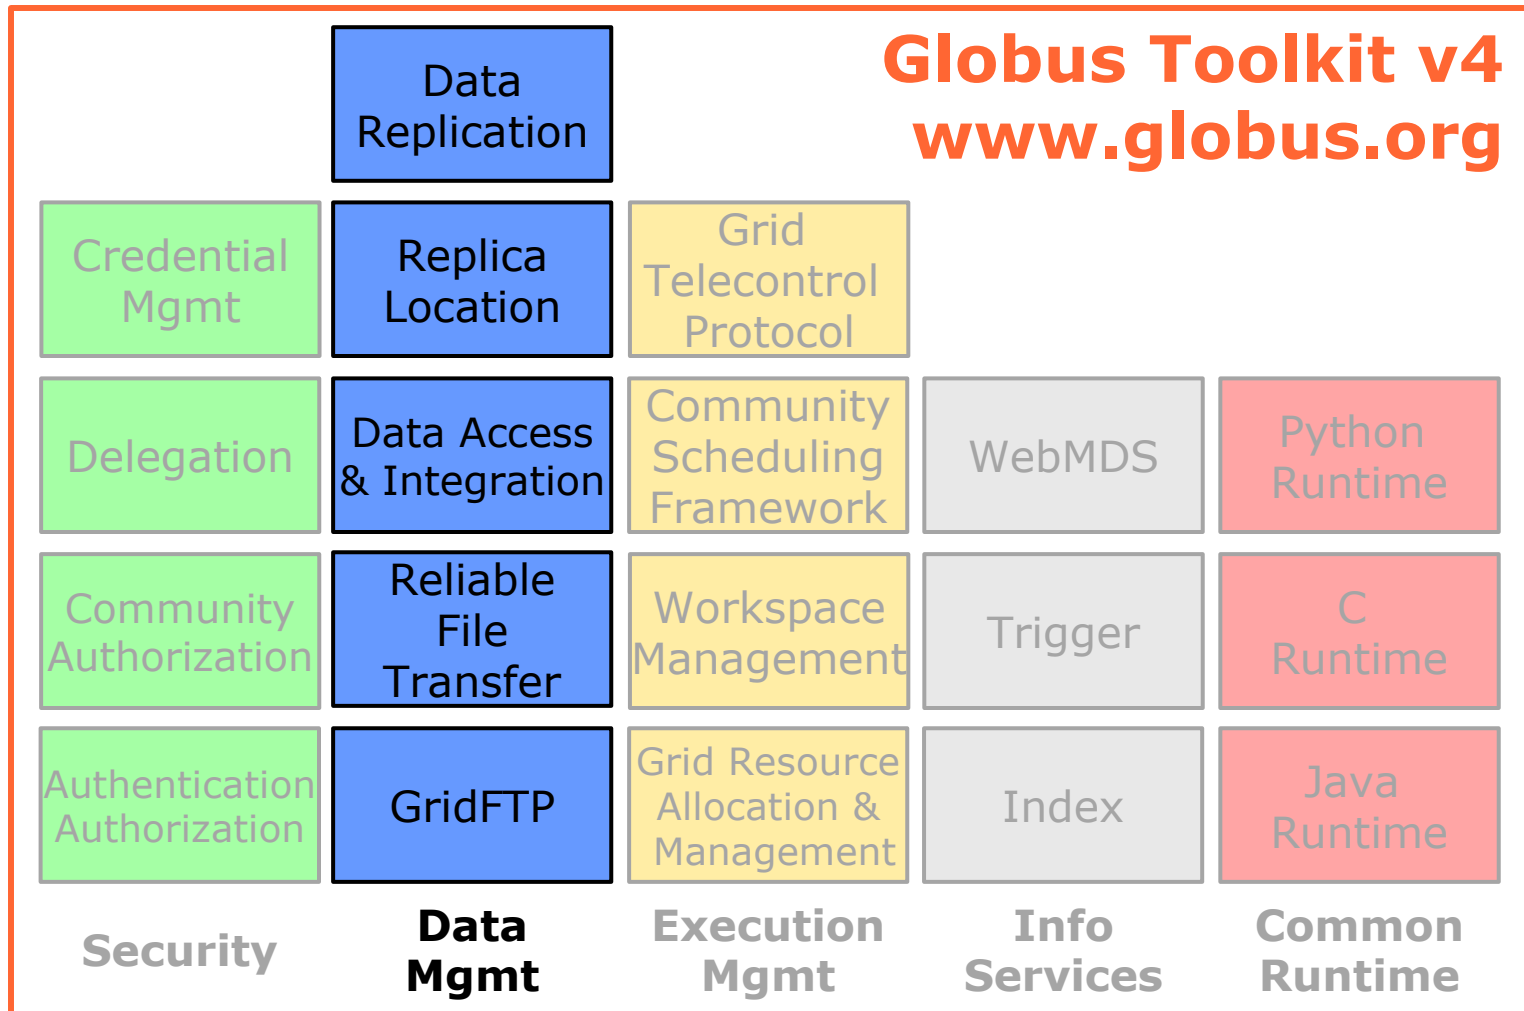 Globus Toolkit v4
www.globus.org
Data
Replication
Credential
Mgmt
Replica
Location
Grid
Telecontrol
Protocol
Delegation
Data Access
& Integration
Community
Scheduling
Framework
WebMDS
Python
Runtime
Community
Authorization
Reliable
File
Transfer
Workspace
Management
Trigger
C
Runtime
Authentication
Authorization
GridFTP
Grid Resource
Allocation &
Management
Index
Java
Runtime
Security
Data
Mgmt
Execution
Mgmt
Info
Services
Common
Runtime